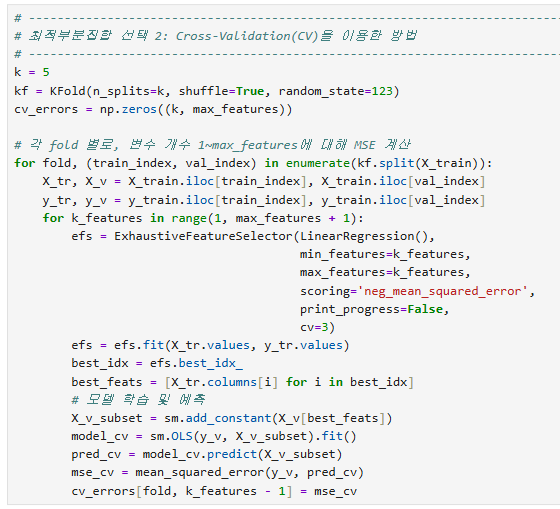 # ------------------------------------------------------------------------
# 최적부분집합 선택 2: Cross-Validation(CV)을 이용한 방법
# ------------------------------------------------------------------------
k = 5
kf = KFold(n_splits=k, shuffle=True, random_state=123)
cv_errors = np.zeros((k, max_features))

# 각 fold 별로, 변수 개수 1~max_features에 대해 MSE 계산
for fold, (train_index, val_index) in enumerate(kf.split(X_train)):
    X_tr, X_v = X_train.iloc[train_index], X_train.iloc[val_index]
    y_tr, y_v = y_train.iloc[train_index], y_train.iloc[val_index]
    for k_features in range(1, max_features + 1):
        efs = ExhaustiveFeatureSelector(LinearRegression(),
                                        min_features=k_features,
                                        max_features=k_features,
                                        scoring='neg_mean_squared_error',
                                        print_progress=False,
                                        cv=3)
        efs = efs.fit(X_tr.values, y_tr.values)
        best_idx = efs.best_idx_
        best_feats = [X_tr.columns[i] for i in best_idx]
        # 모델 학습 및 예측
        X_v_subset = sm.add_constant(X_v[best_feats])
        model_cv = sm.OLS(y_v, X_v_subset).fit()
        pred_cv = model_cv.predict(X_v_subset)
        mse_cv = mean_squared_error(y_v, pred_cv)
        cv_errors[fold, k_features - 1] = mse_cv